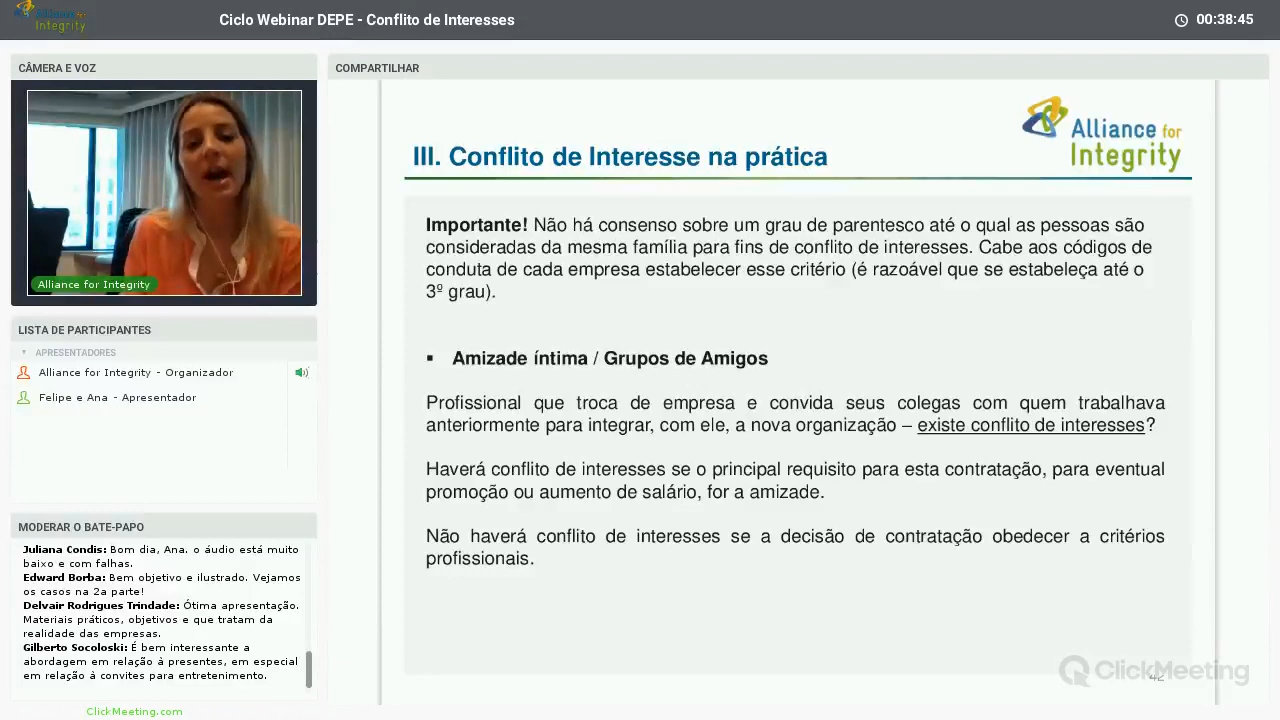 Alliance for
Integrity
Ciclo Webinar DEPE - Conflito de Interesses
00:38:45
CÂMERA E VOZ
Alliance for Integrity
LISTA DE PARTICIPANTES
APRESENTADORES
Alliance for Integrity - Organizador
Felipe e Ana - Apresentador
MODERAR O BATE-PAPO
Juliana Condis: Bom dia, Ana. o áudio está muito
baixo e com falhas.
Edward Borba: Bem objetivo e ilustrado. Vejamos
os casos na 2a parte!
Delvair Rodrigues Trindade: Ótima apresentação.
Materiais práticos, objetivos e que tratam da
realidade das empresas.
Gilberto Socoloski: É bem interessante a
abordagem em relação à presentes, em especial
em relação à convites para entretenimento.
ClickMeeting.com
COMPARTILHAR
Alliance for
Integrity
III. Conflito de Interesse na prática
Importante! Não há consenso sobre um grau de parentesco até o qual as pessoas são
consideradas da mesma família para fins de conflito de interesses. Cabe aos códigos de
conduta de cada empresa estabelecer esse critério (é razoável que se estabeleça até o
3º grau).
▪ Amizade íntima / Grupos de Amigos
Profissional que troca de empresa e convida seus colegas com quem trabalhava
anteriormente para integrar, com ele, a nova organização – existe conflito de interesses?
Haverá conflito de interesses se o principal requisito para esta contratação, para eventual
promoção ou aumento de salário, for a amizade.
Não haverá conflito de interesses se a decisão de contratação obedecer a critérios
profissionais.
ClickMeeting
42